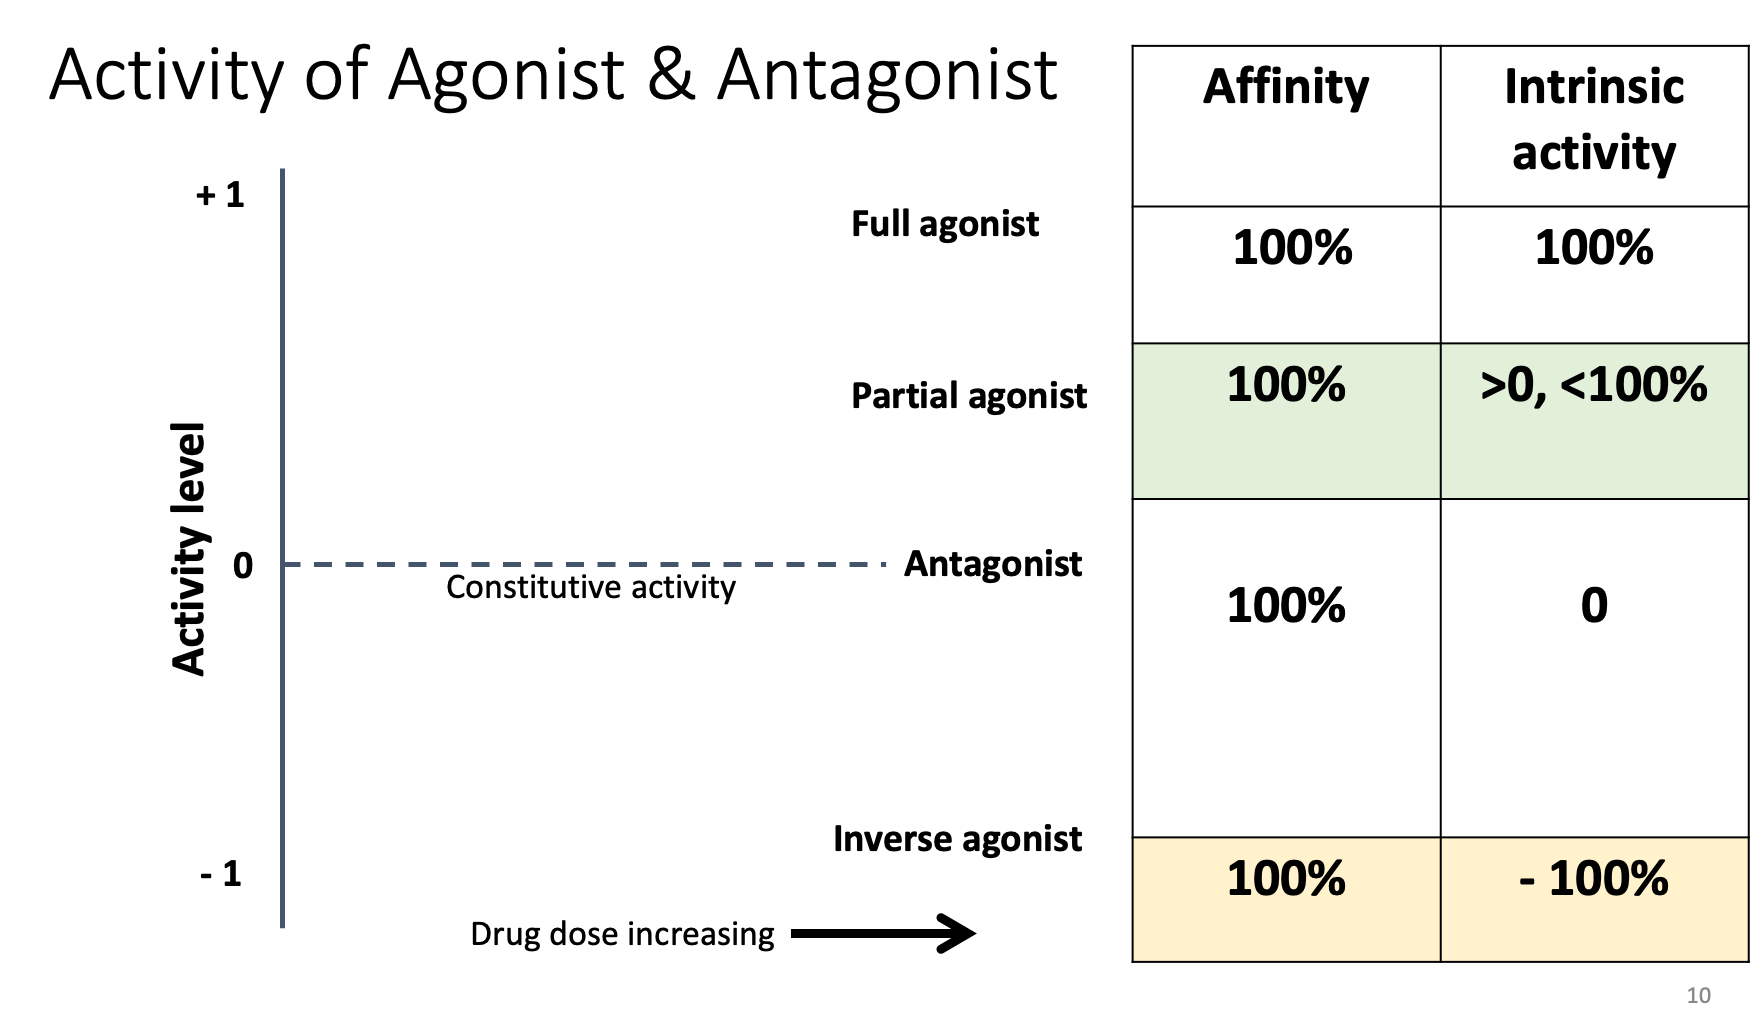 Activity of Agonist & Antagonist
Affinity
Intrinsic
activity
+ 1
Full agonist
100%
100%
Partial agonist
100%
>0, <100%
Activity level
0
Constitutive activity
Antagonist
100%
0
Inverse agonist
- 1
100%
- 100%
Drug dose increasing
10